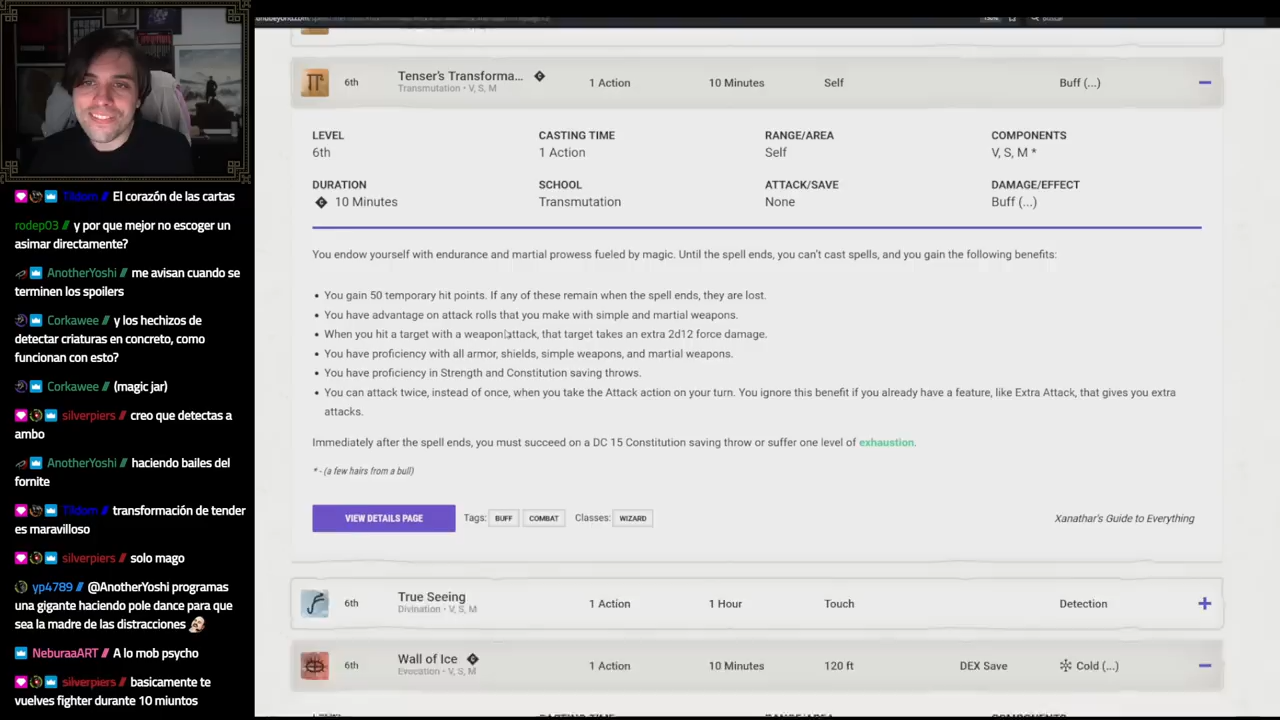 Tildom // El corazón de las cartas
rodep03 // y por que mejor no escoger un
asimar directamente?
AnotherYoshi // me avisan cuando se
terminen los spoilers
Corkawee // y los hechizos de
detectar criaturas en concreto, como
funcionan con esto?
Corkawee // (magic jar)
silverpiers // creo que detectas a
ambo
AnotherYoshi // haciendo bailes del
fornite
Tildom // transformación de tender
es maravilloso
silverpiers // solo mago
yp4789 // @AnotherYoshi programas
una gigante haciendo pole dance para que
sea la madre de las distracciones
NeburaaART // A lo mob psycho
silverpiers // basicamente te
vuelves fighter durante 10 miuntos
6th Tenser's Transforma... 1 Action 10 Minutes Self Buff (...)
Transmutation • V, S, M
LEVEL CASTING TIME RANGE/AREA COMPONENTS
6th 1 Action Self V, S, M *
DURATION SCHOOL ATTACK/SAVE DAMAGE/EFFECT
10 Minutes Transmutation None Buff (...)
You endow yourself with endurance and martial prowess fueled by magic. Until the spell ends, you can't cast spells, and you gain the following benefits:
• You gain 50 temporary hit points. If any of these remain when the spell ends, they are lost.
• You have advantage on attack rolls that you make with simple and martial weapons.
• When you hit a target with a weapon attack, that target takes an extra 2d12 force damage.
• You have proficiency with all armor, shields, simple weapons, and martial weapons.
• You have proficiency in Strength and Constitution saving throws.
• You can attack twice, instead of once, when you take the Attack action on your turn. You ignore this benefit if you already have a feature, like Extra Attack, that gives you extra
attacks.
Immediately after the spell ends, you must succeed on a DC 15 Constitution saving throw or suffer one level of exhaustion.
* - (a few hairs from a bull)
VIEW DETAILS PAGE Tags: BUFF COMBAT Classes: WIZARD Xanathar's Guide to Everything
6th True Seeing 1 Action 1 Hour Touch Detection
Divination • V, S, M
6th Wall of Ice 1 Action 10 Minutes 120 ft DEX Save Cold (...)
Evocation • V, S, M